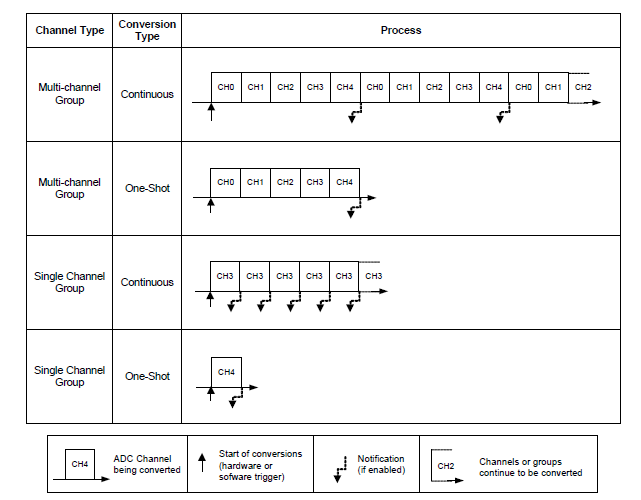 Channel Type
Conversion
Type
Process
Multi-channel
Group
Continuous
CH0 CH1 CH2 CH3 CH4 CH0 CH1 CH2 CH3 CH4 CH0 CH1 CH2
Multi-channel
Group
One-Shot
CH0 CH1 CH2 CH3 CH4
Single Channel
Group
Continuous
CH3 CH3 CH3 CH3 CH3 CH3
Single Channel
Group
One-Shot
CH4
CH4
ADC Channel
being converted
Start of conversions
(hardware or
sofware trigger)
Notification
(if enabled)
CH2
Channels or groups
continue to be converted